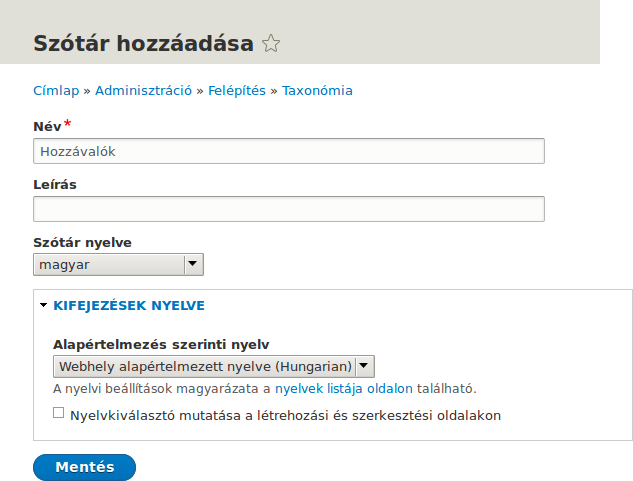 Szótár hozzáadása
Címlap » Adminisztráció » Felépítés » Taxonómia
Név*
Hozzávalók
Leírás
Szótár nyelve
magyar
KIFEJEZÉSEK NYELVE
Alapértelmezés szerinti nyelv
Webhely alapértelmezett nyelve (Hungarian)
A nyelvi beállítások magyarázata a nyelvek listája oldalon található.
Nyelvkiválasztó mutatása a létrehozási és szerkesztési oldalakon
Mentés